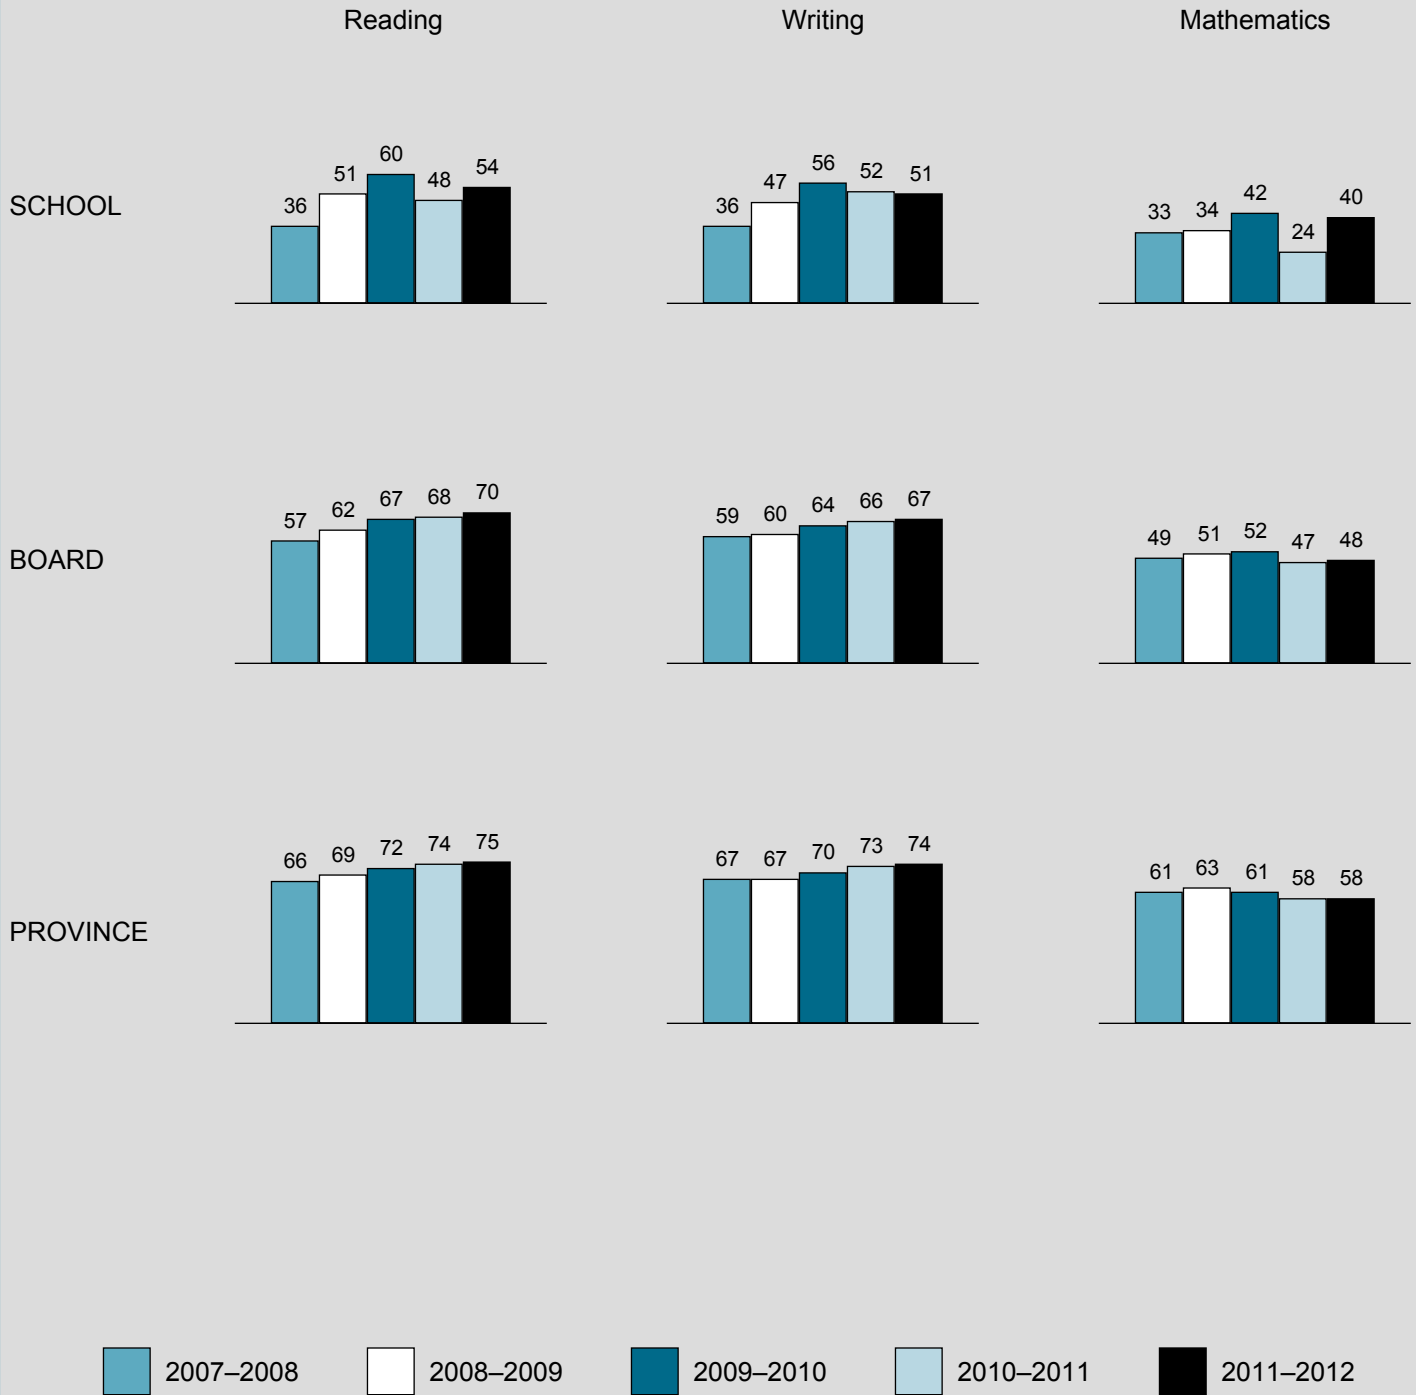 Reading Writing Mathematics
SCHOOL
36 51 60 48 54
36 47 56 52 51
33 34 42 24 40
BOARD
57 62 67 68 70
59 60 64 66 67
49 51 52 47 48
PROVINCE
66 69 72 74 75
67 67 70 73 74
61 63 61 58 58
2007–2008 2008–2009 2009–2010 2010–2011 2011–2012